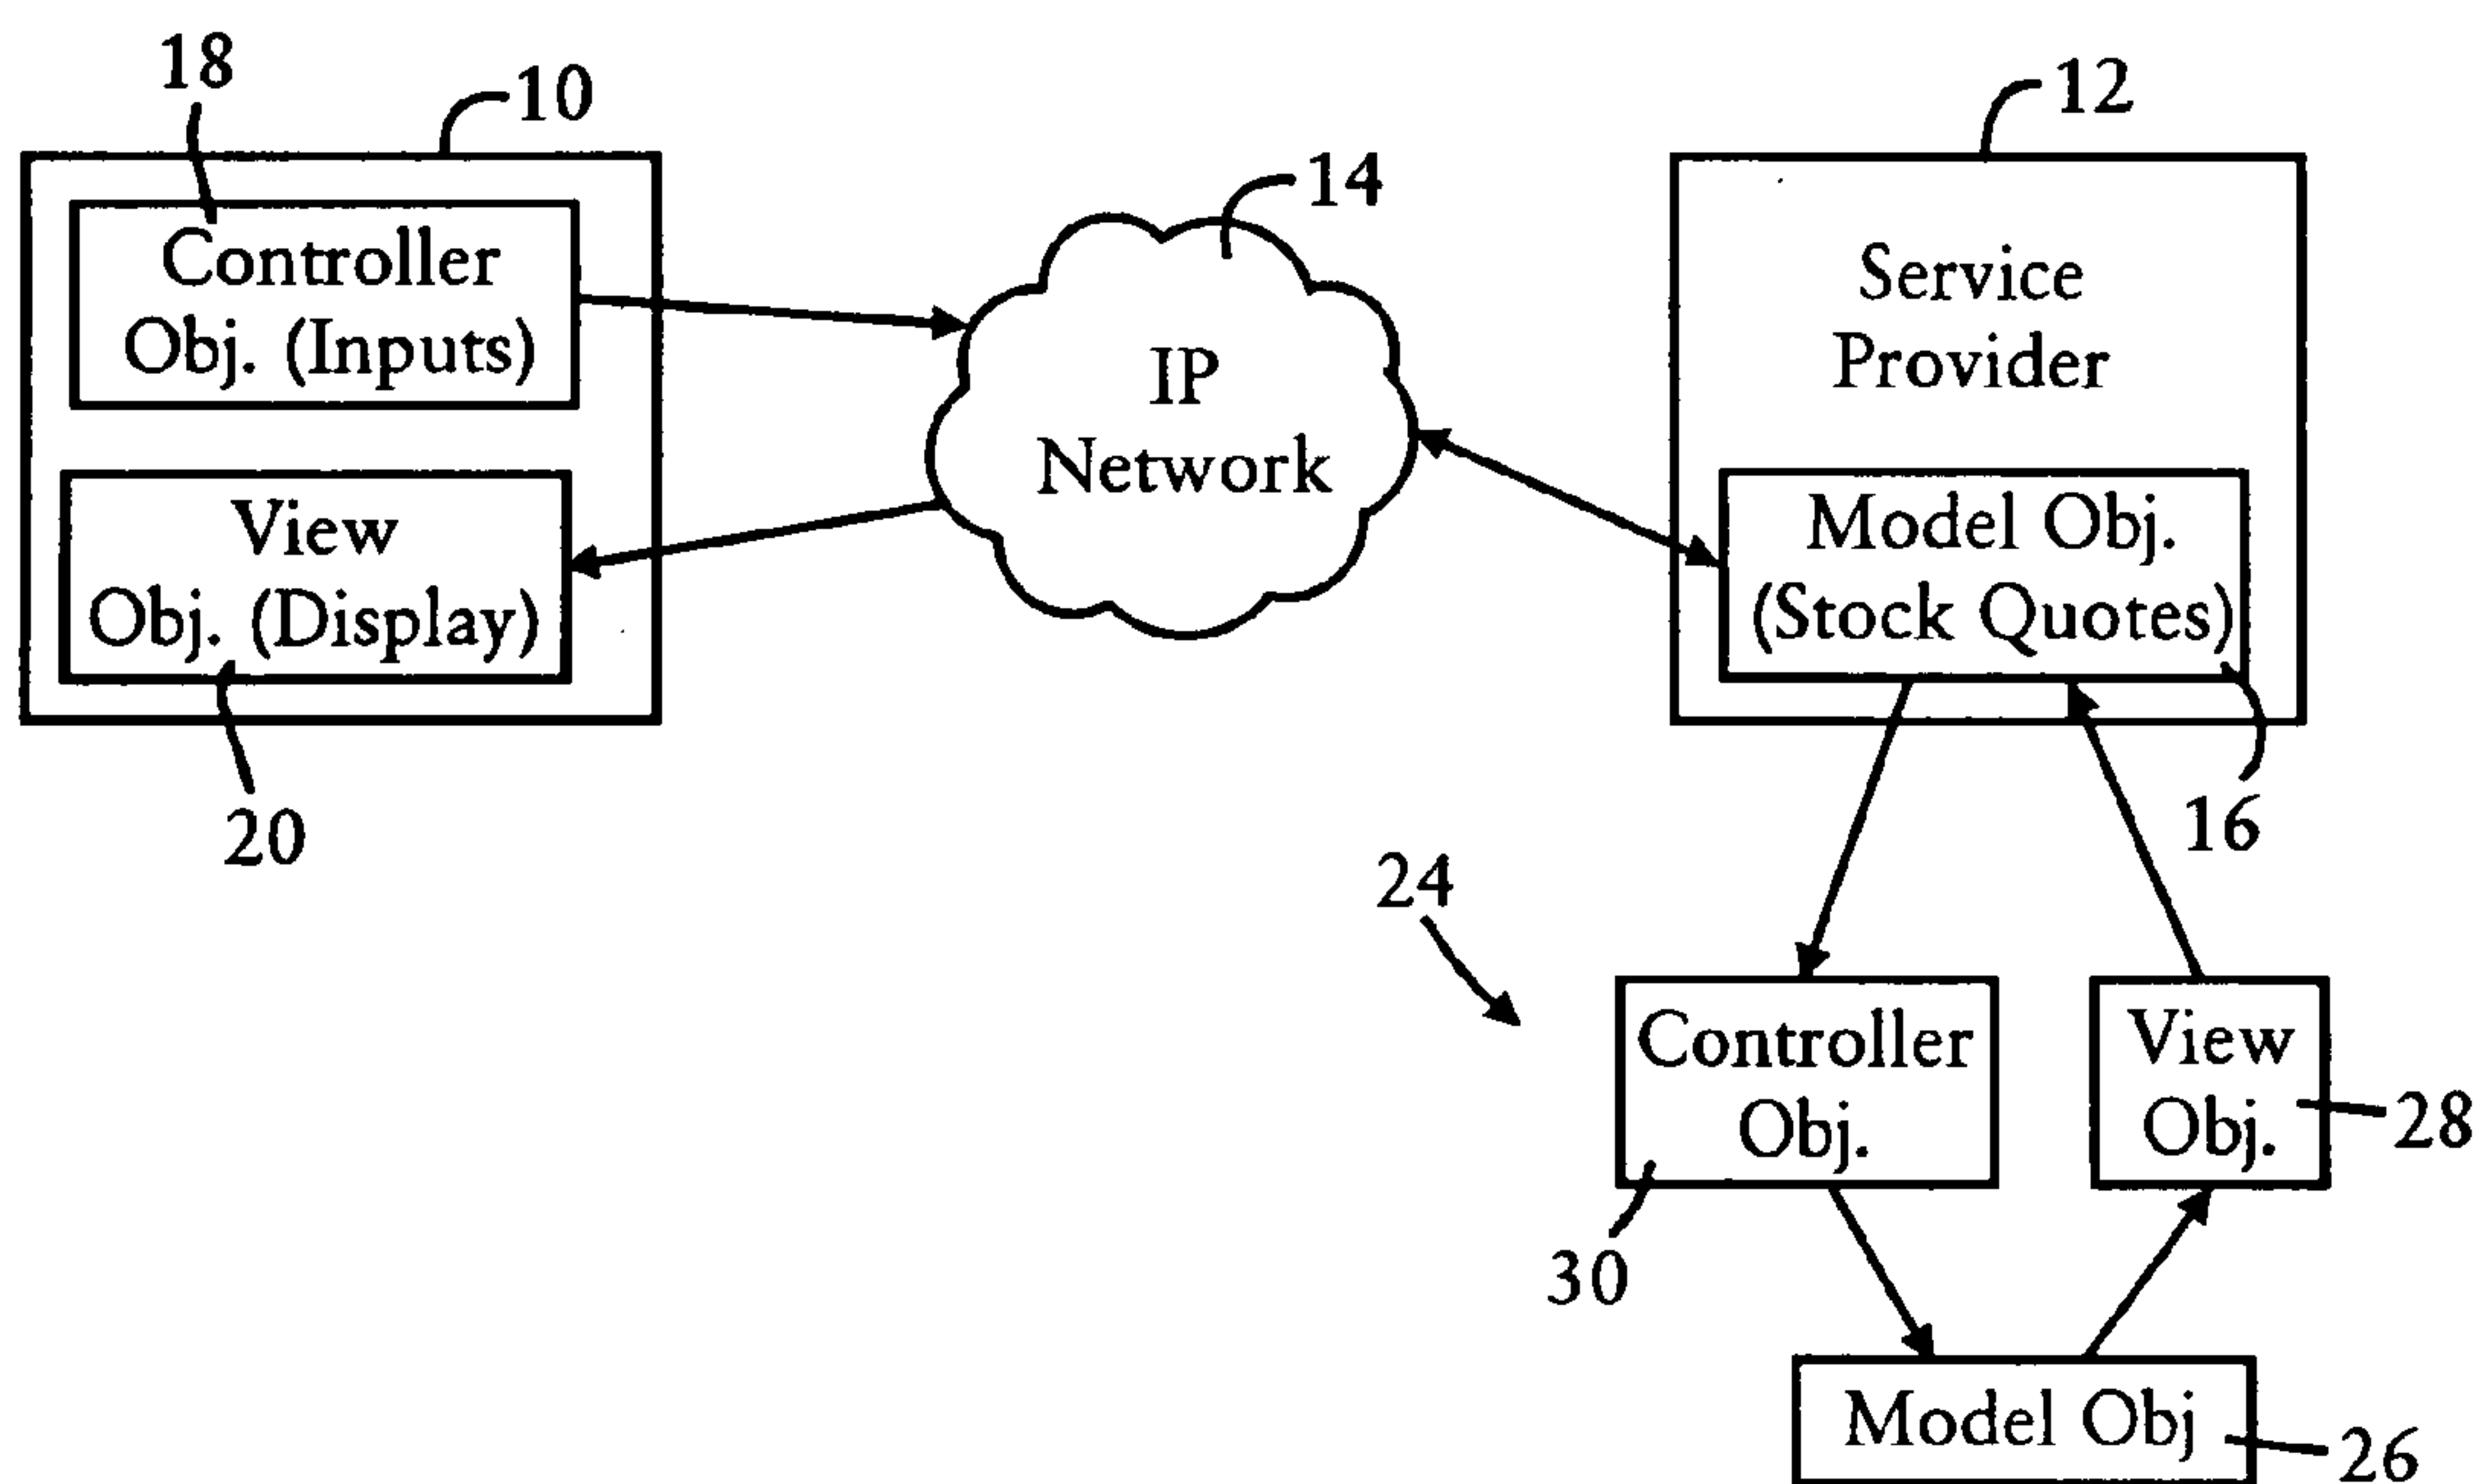 18
10
12
14
Controller
Obj. (Inputs)
View
Obj. (Display)
20
IP
Network
Service
Provider
Model Obj.
(Stock Quotes)
16
24
Controller
Obj.
30
View
Obj.
28
Model Obj
26